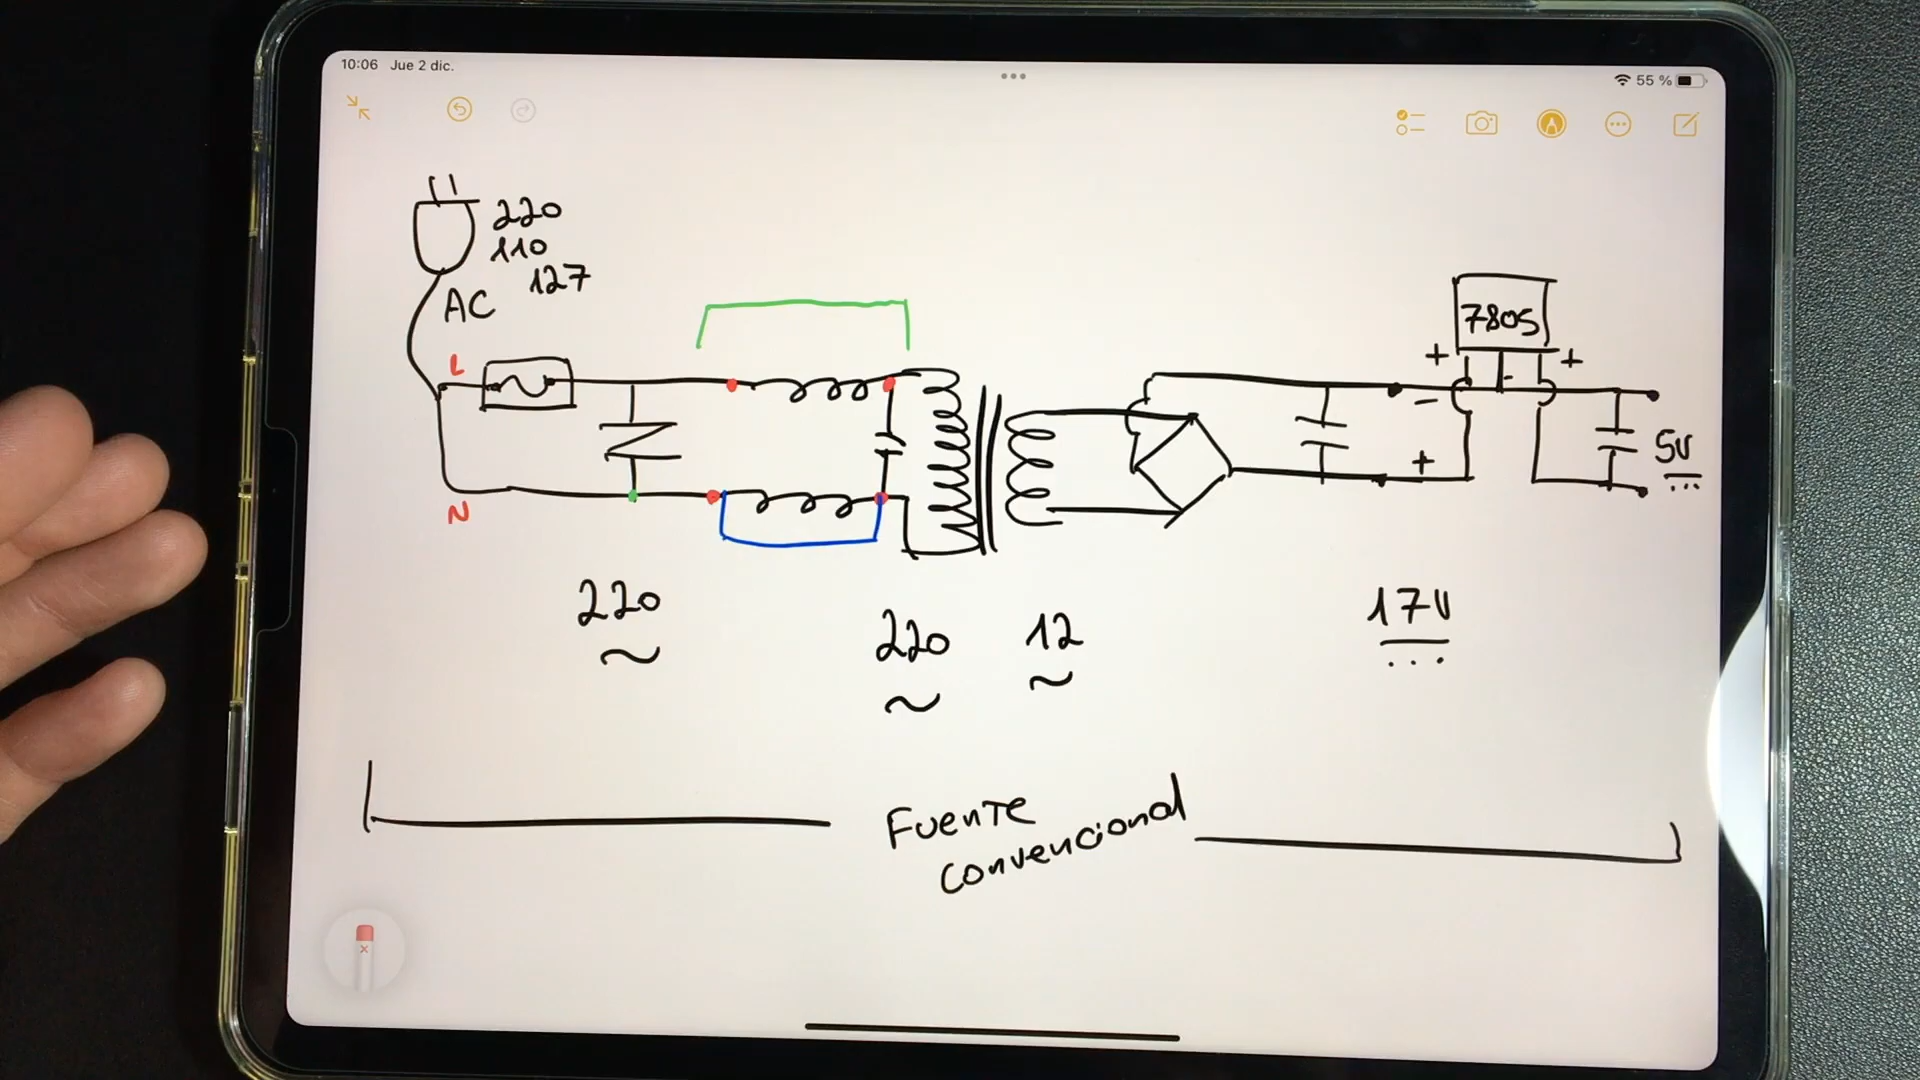 10:06 Jue 2 dic.
55 %
220
110
127
AC
L
N
7805
+
+
-
-
+
5V
220
~
220
~
12
~
17V
Fuente
convencional